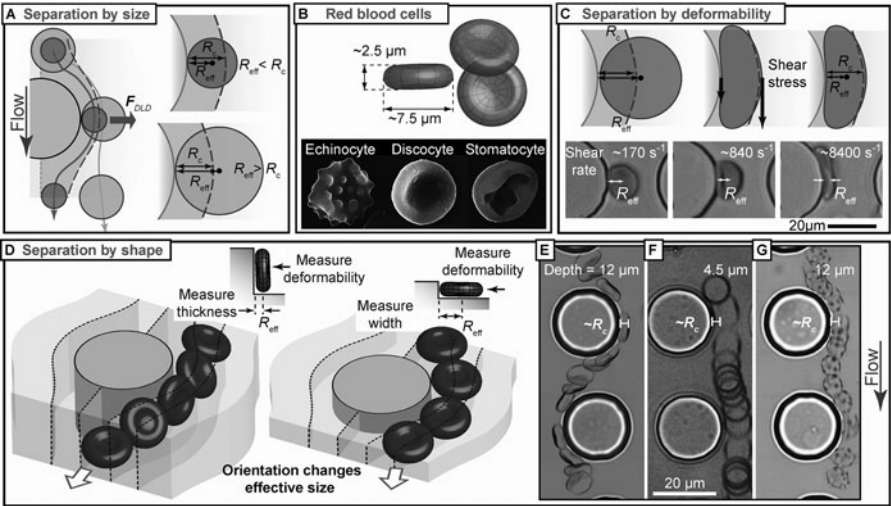 A Separation by size
Flow
F_DLD
R_c
R_eff
R_eff < R_c
R_c
R_eff
R_eff > R_c
B Red blood cells
~2.5 µm
~7.5 µm
Echinocyte Discocyte Stomatocyte
C Separation by deformability
R_c
R_eff
Shear
stress
R_c
R_eff
Shear
rate
~170 s⁻¹
R_eff
~840 s⁻¹
R_eff
~8400 s⁻¹
R_eff
20µm
D Separation by shape
Measure
deformability
Measure
thickness
R_eff
Measure
deformability
Measure
width
R_eff
Orientation changes
effective size
E
Depth = 12 µm
~R_c
F
4.5 µm
~R_c
20 µm
G
12 µm
~R_c
Flow